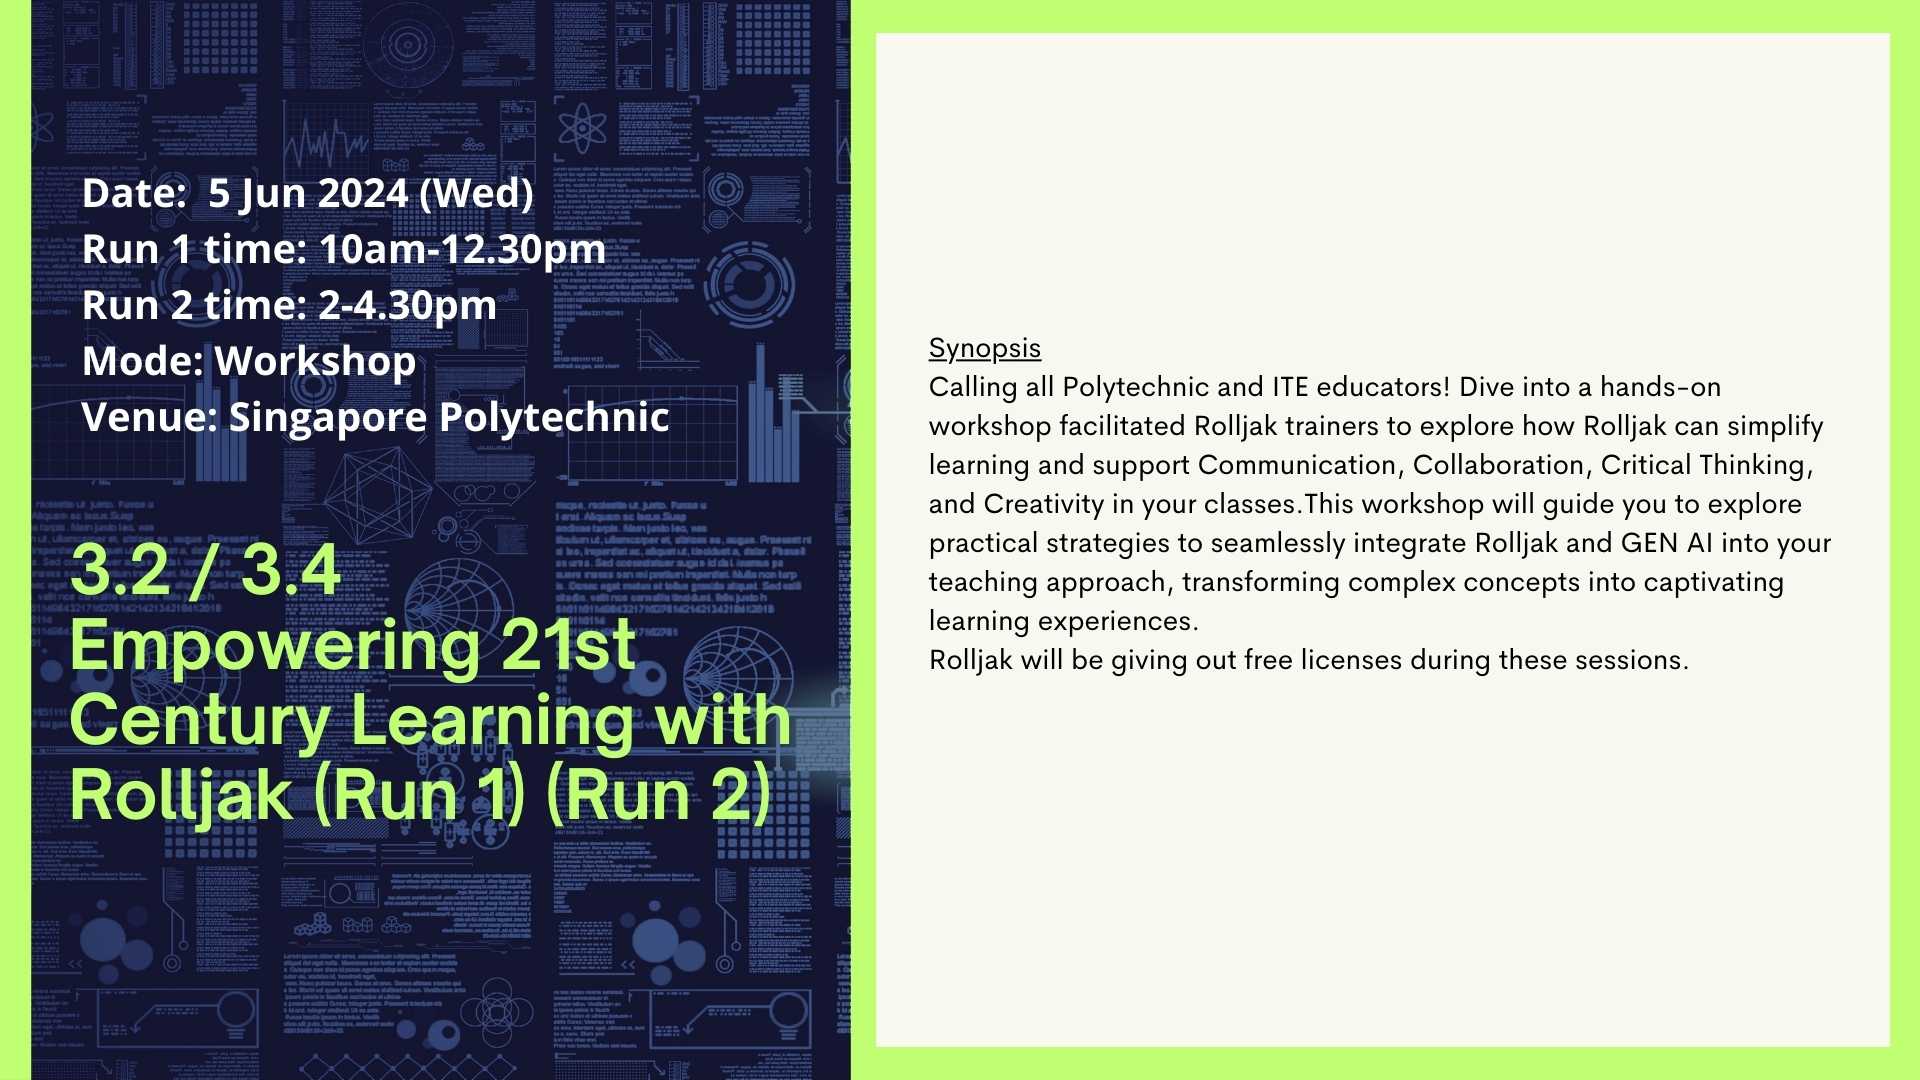 Date:  5 Jun 2024 (Wed)
Run 1 time: 10am-12.30pm
Run 2 time: 2-4.30pm
Mode: Workshop
Venue: Singapore Polytechnic
3.2 / 3.4
Empowering 21st
Century Learning with
Rolljak (Run 1) (Run 2)
Synopsis
Calling all Polytechnic and ITE educators! Dive into a hands-on
workshop facilitated Rolljak trainers to explore how Rolljak can simplify
learning and support Communication, Collaboration, Critical Thinking,
and Creativity in your classes.This workshop will guide you to explore
practical strategies to seamlessly integrate Rolljak and GEN AI into your
teaching approach, transforming complex concepts into captivating
learning experiences.
Rolljak will be giving out free licenses during these sessions.